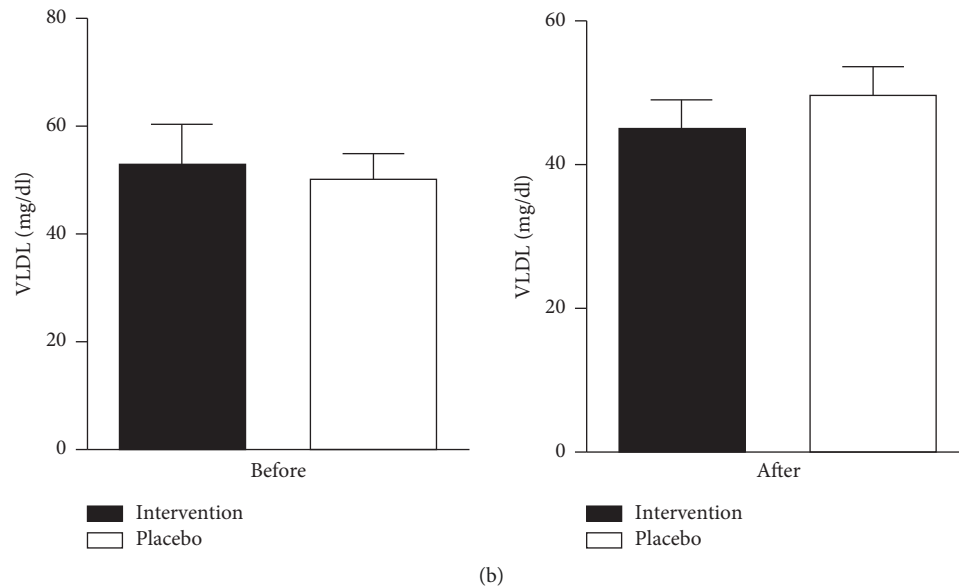 80
60
40
20
0
VLDL (mg/dl)
Before
Intervention
Placebo
60
40
20
0
VLDL (mg/dl)
After
Intervention
Placebo
(b)